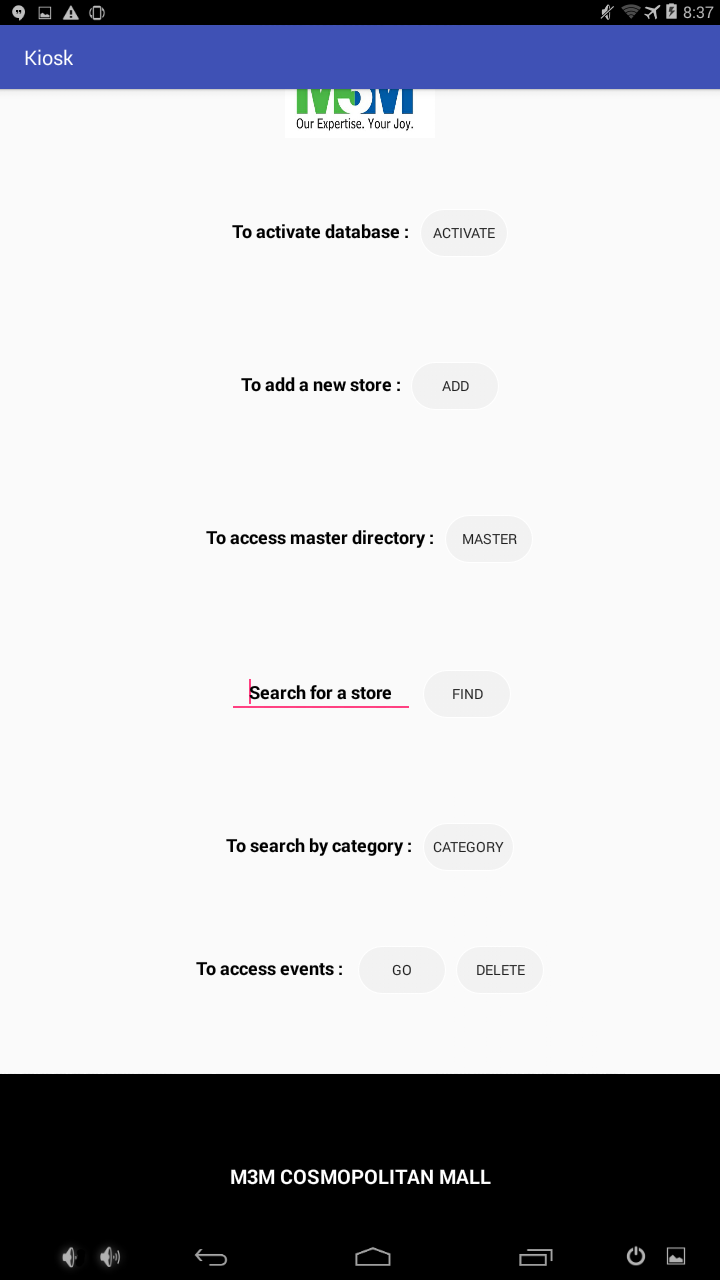 8:37
Kiosk
M3M
Our Expertise. Your Joy.
To activate database : ACTIVATE
To add a new store : ADD
To access master directory : MASTER
Search for a store FIND
To search by category : CATEGORY
To access events : GO DELETE
M3M COSMOPOLITAN MALL